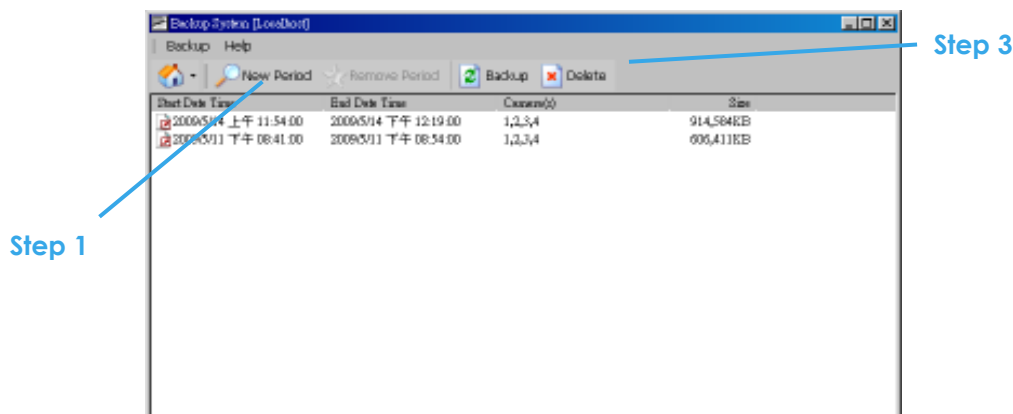 Backup System [Localhost]
Step 3
Backup Help
New Period Remove Period Backup Delete
Start Date Time End Date Time Camera(s) Size
2009/5/14 上午 11:54:00 2009/5/14 下午 12:19:00 1,2,3,4 914,584KB
2009/5/11 下午 08:41:00 2009/5/11 下午 08:54:00 1,2,3,4 606,411KB
Step 1